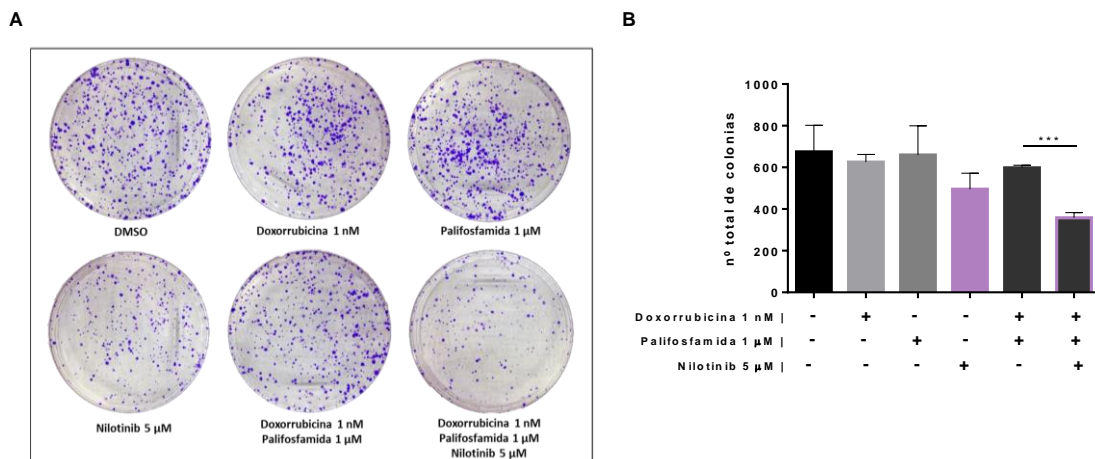 A
DMSO
Doxorrubicina 1 nM
Palifosfamida 1 µM
Nilotinib 5 µM
Doxorrubicina 1 nM
Palifosfamida 1 µM
Doxorrubicina 1 nM
Palifosfamida 1 µM
Nilotinib 5 µM
B
nº total de colonias
1000
800
600
400
200
0
***
Doxorrubicina 1 nM | - + - - + +
Palifosfamida 1 µM | - - + - + +
Nilotinib 5 µM | - - - + - +